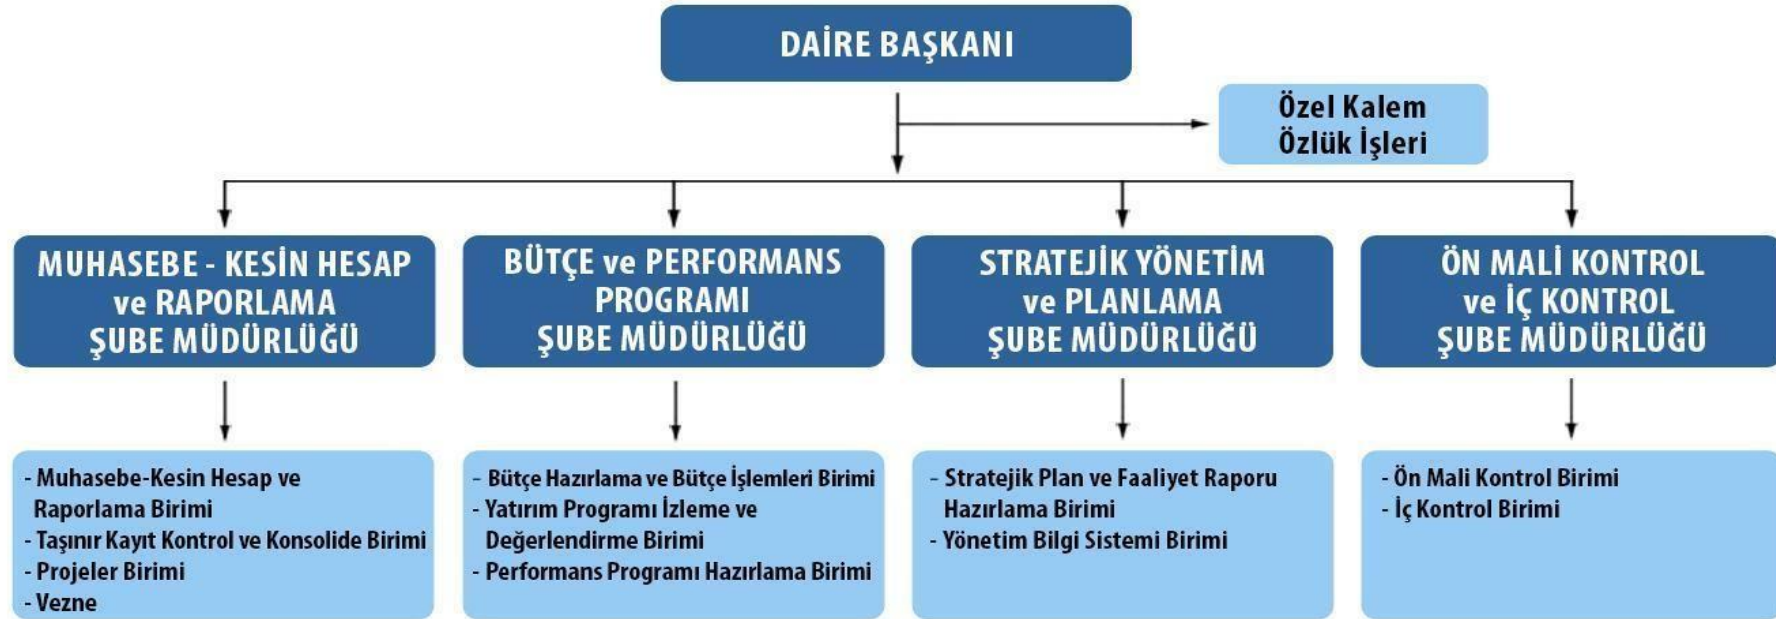 DAİRE BAŞKANI
Özel Kalem
Özlük İşleri
MUHASEBE - KESİN HESAP
ve RAPORLAMA
ŞUBE MÜDÜRLÜĞÜ
BÜTÇE ve PERFORMANS
PROGRAMI
ŞUBE MÜDÜRLÜĞÜ
STRATEJİK YÖNETİM
ve PLANLAMA
ŞUBE MÜDÜRLÜĞÜ
ÖN MALİ KONTROL
ve İÇ KONTROL
ŞUBE MÜDÜRLÜĞÜ
- Muhasebe-Kesin Hesap ve
Raporlama Birimi
- Taşınır Kayıt Kontrol ve Konsolide Birimi
- Projeler Birimi
- Vezne
- Bütçe Hazırlama ve Bütçe İşlemleri Birimi
- Yatırım Programı İzleme ve
Değerlendirme Birimi
- Performans Programı Hazırlama Birimi
- Stratejik Plan ve Faaliyet Raporu
Hazırlama Birimi
- Yönetim Bilgi Sistemi Birimi
- Ön Mali Kontrol Birimi
- İç Kontrol Birimi